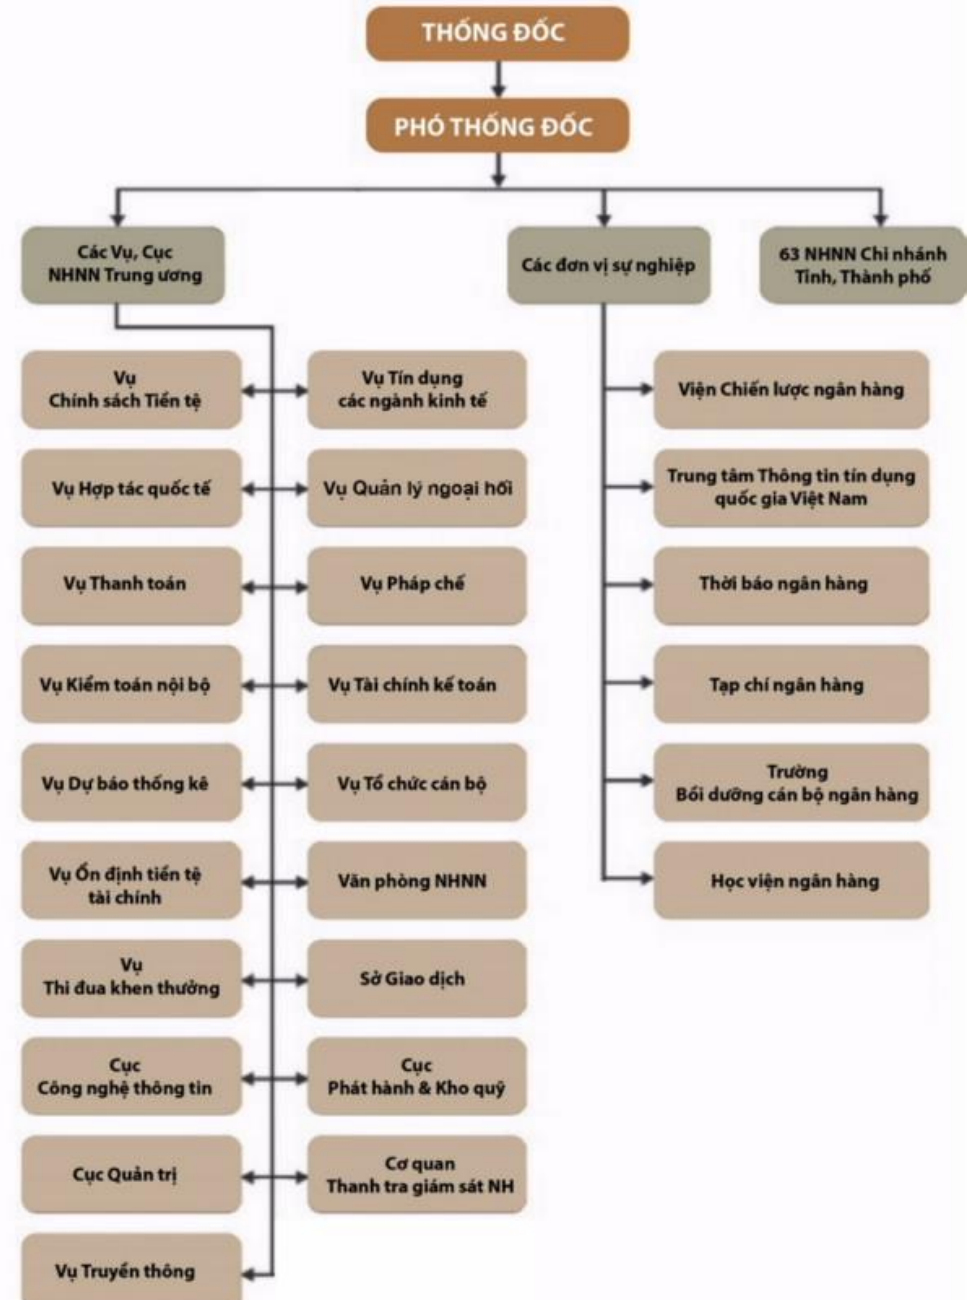 THỐNG ĐỐC
PHÓ THỐNG ĐỐC
Các Vụ, Cục
NHNN Trung ương
Các đơn vị sự nghiệp
63 NHNN Chi nhánh
Tỉnh, Thành phố
Vụ
Chính sách Tiền tệ
Vụ Tín dụng
các ngành kinh tế
Viện Chiến lược ngân hàng
Vụ Hợp tác quốc tế
Vụ Quản lý ngoại hối
Trung tâm Thông tin tín dụng
quốc gia Việt Nam
Vụ Thanh toán
Vụ Pháp chế
Thời báo ngân hàng
Vụ Kiểm toán nội bộ
Vụ Tài chính kế toán
Tạp chí ngân hàng
Vụ Dự báo thống kê
Vụ Tổ chức cán bộ
Trường
Bồi dưỡng cán bộ ngân hàng
Vụ Ổn định tiền tệ
tài chính
Văn phòng NHNN
Học viện ngân hàng
Vụ
Thi đua khen thưởng
Sở Giao dịch
Cục
Công nghệ thông tin
Cục
Phát hành & Kho quỹ
Cục Quản trị
Cơ quan
Thanh tra giám sát NH
Vụ Truyền thông